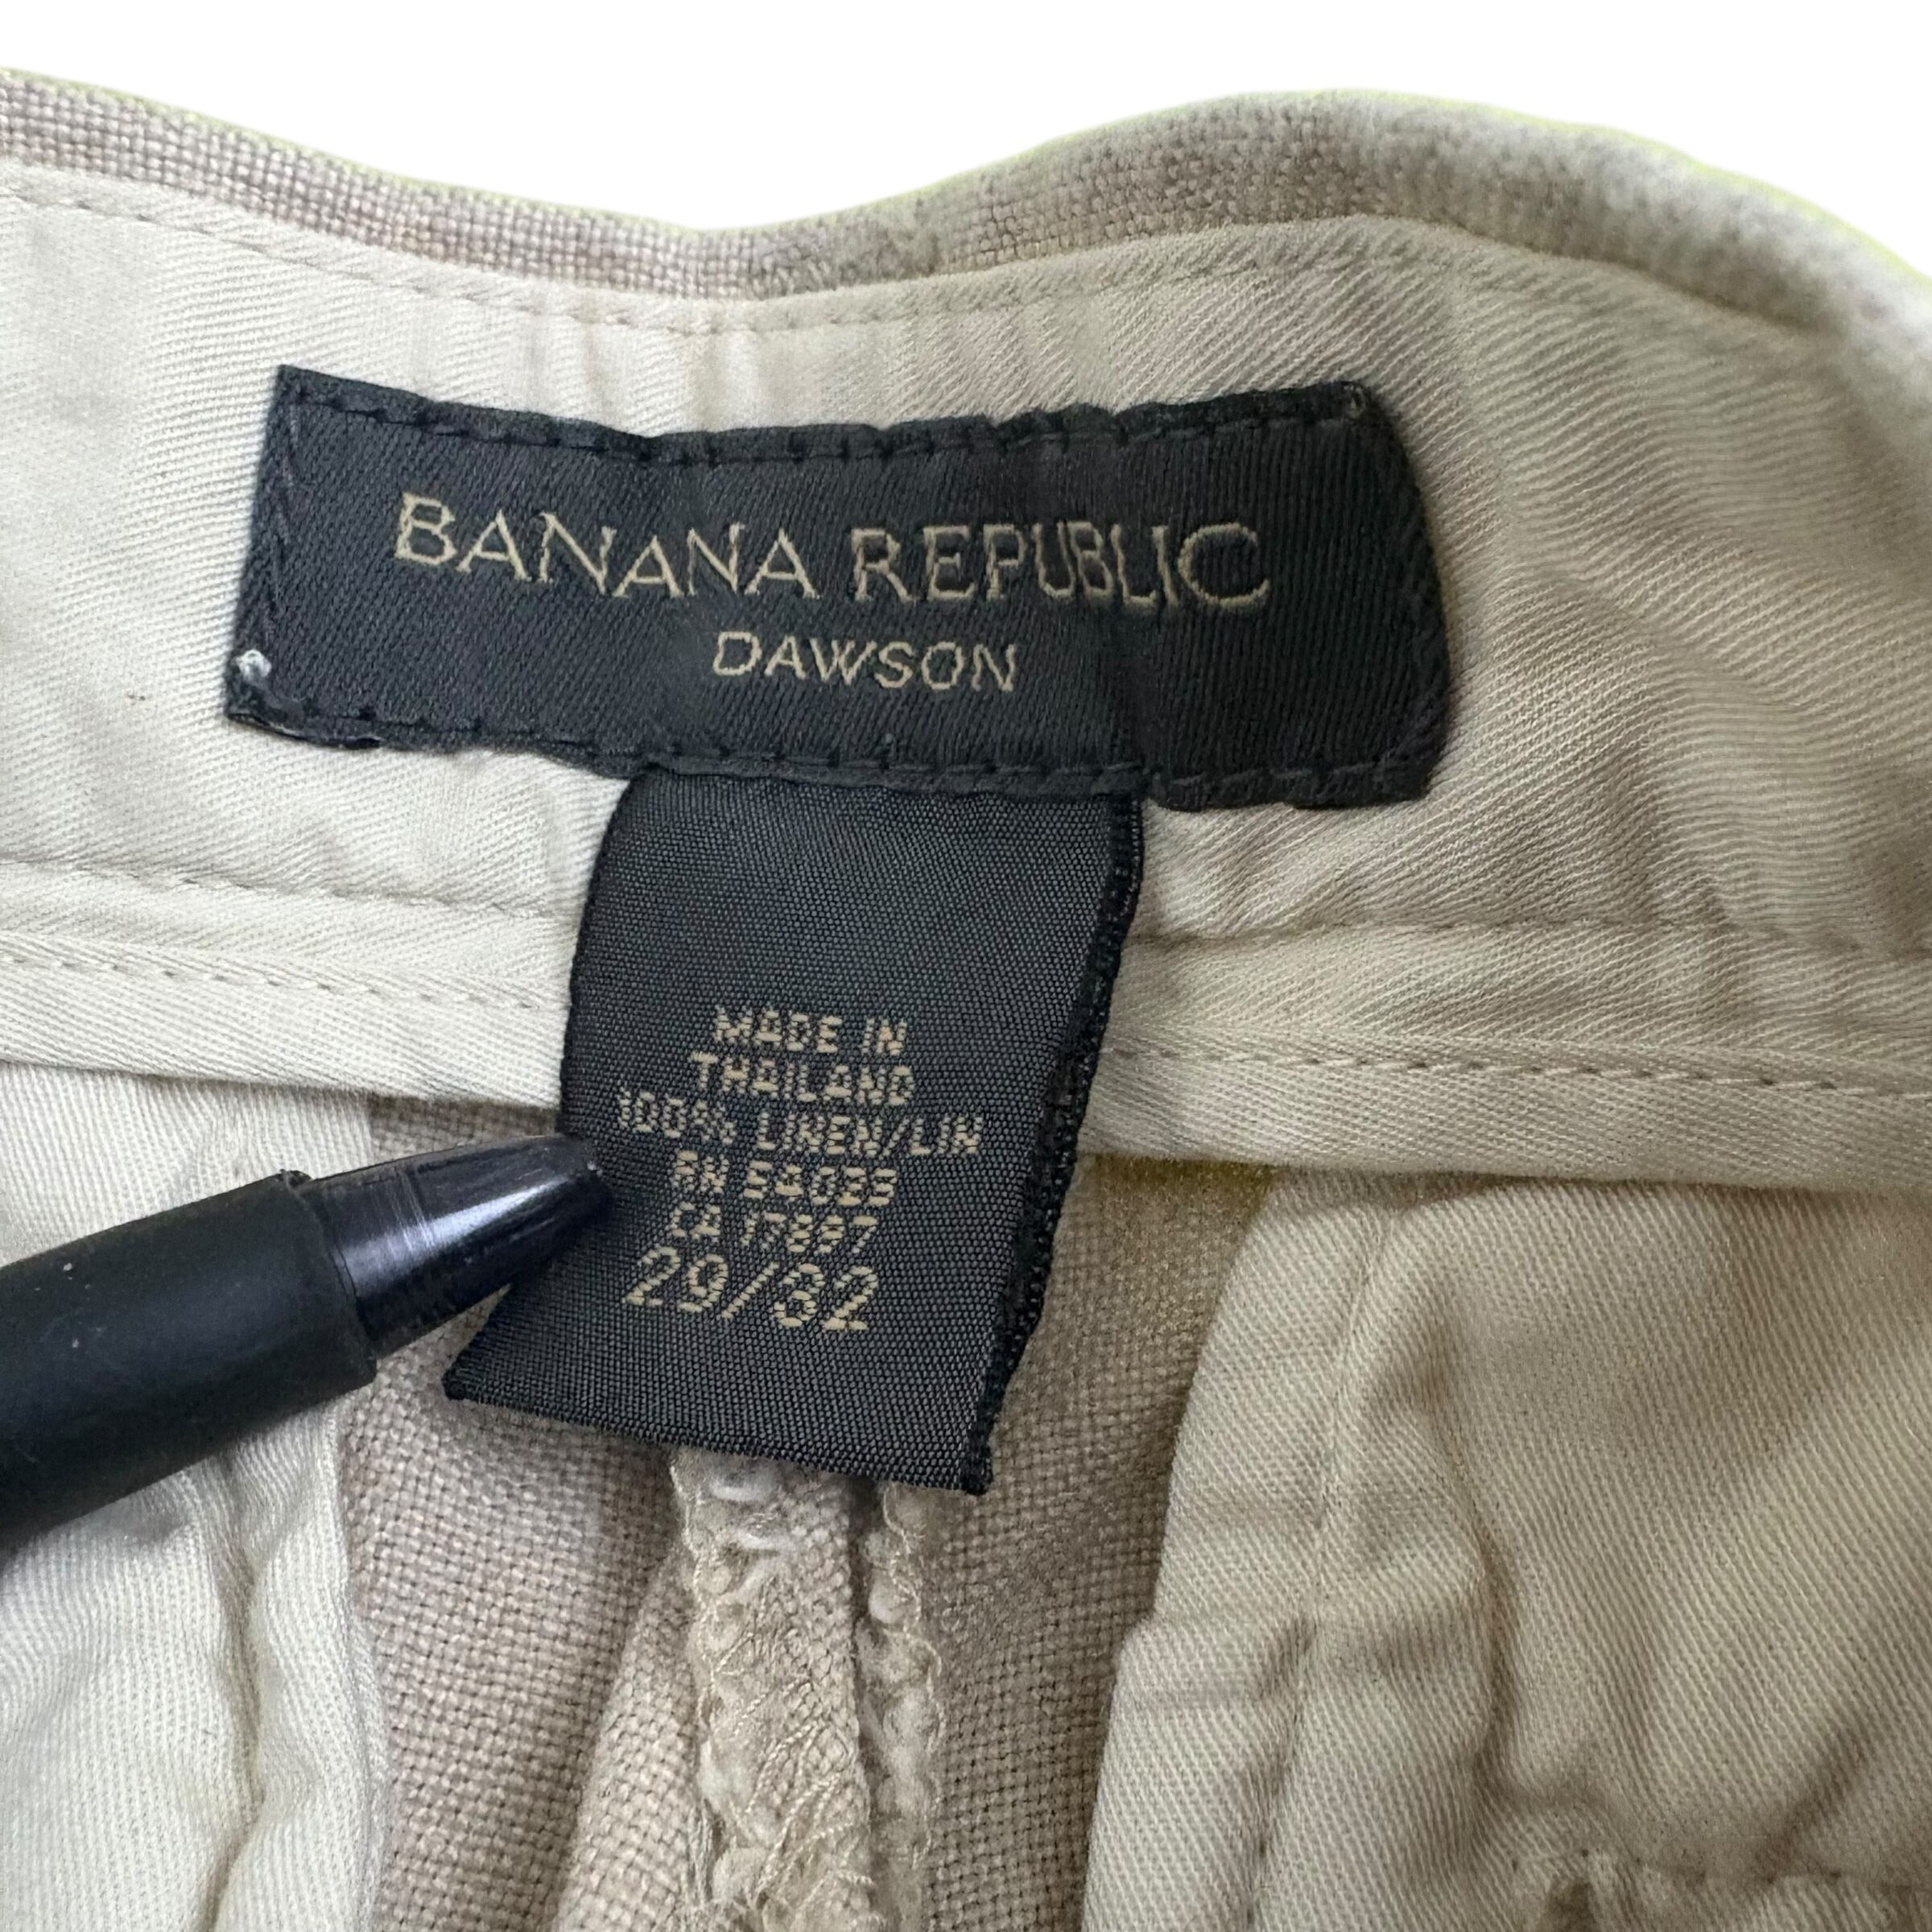 BANANA REPUBLIC
DAWSON
MADE IN
THAILAND
100% LINEN/LIN
RN 54023
CA 17897
29/32